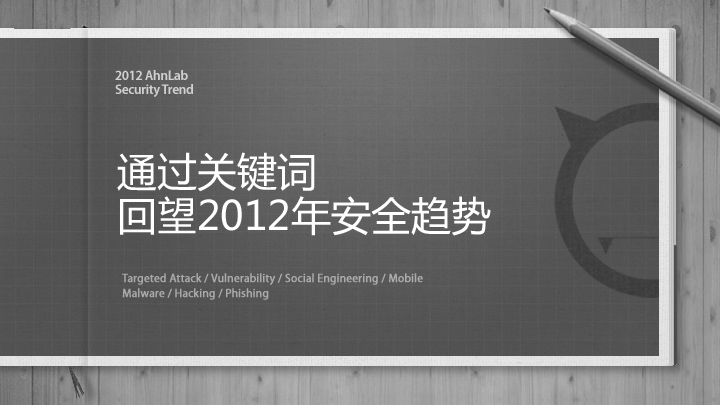 2012 AhnLab
Security Trend
通过关键词
回望2012年安全趋势
Targeted Attack / Vulnerability / Social Engineering / Mobile
Malware / Hacking / Phishing